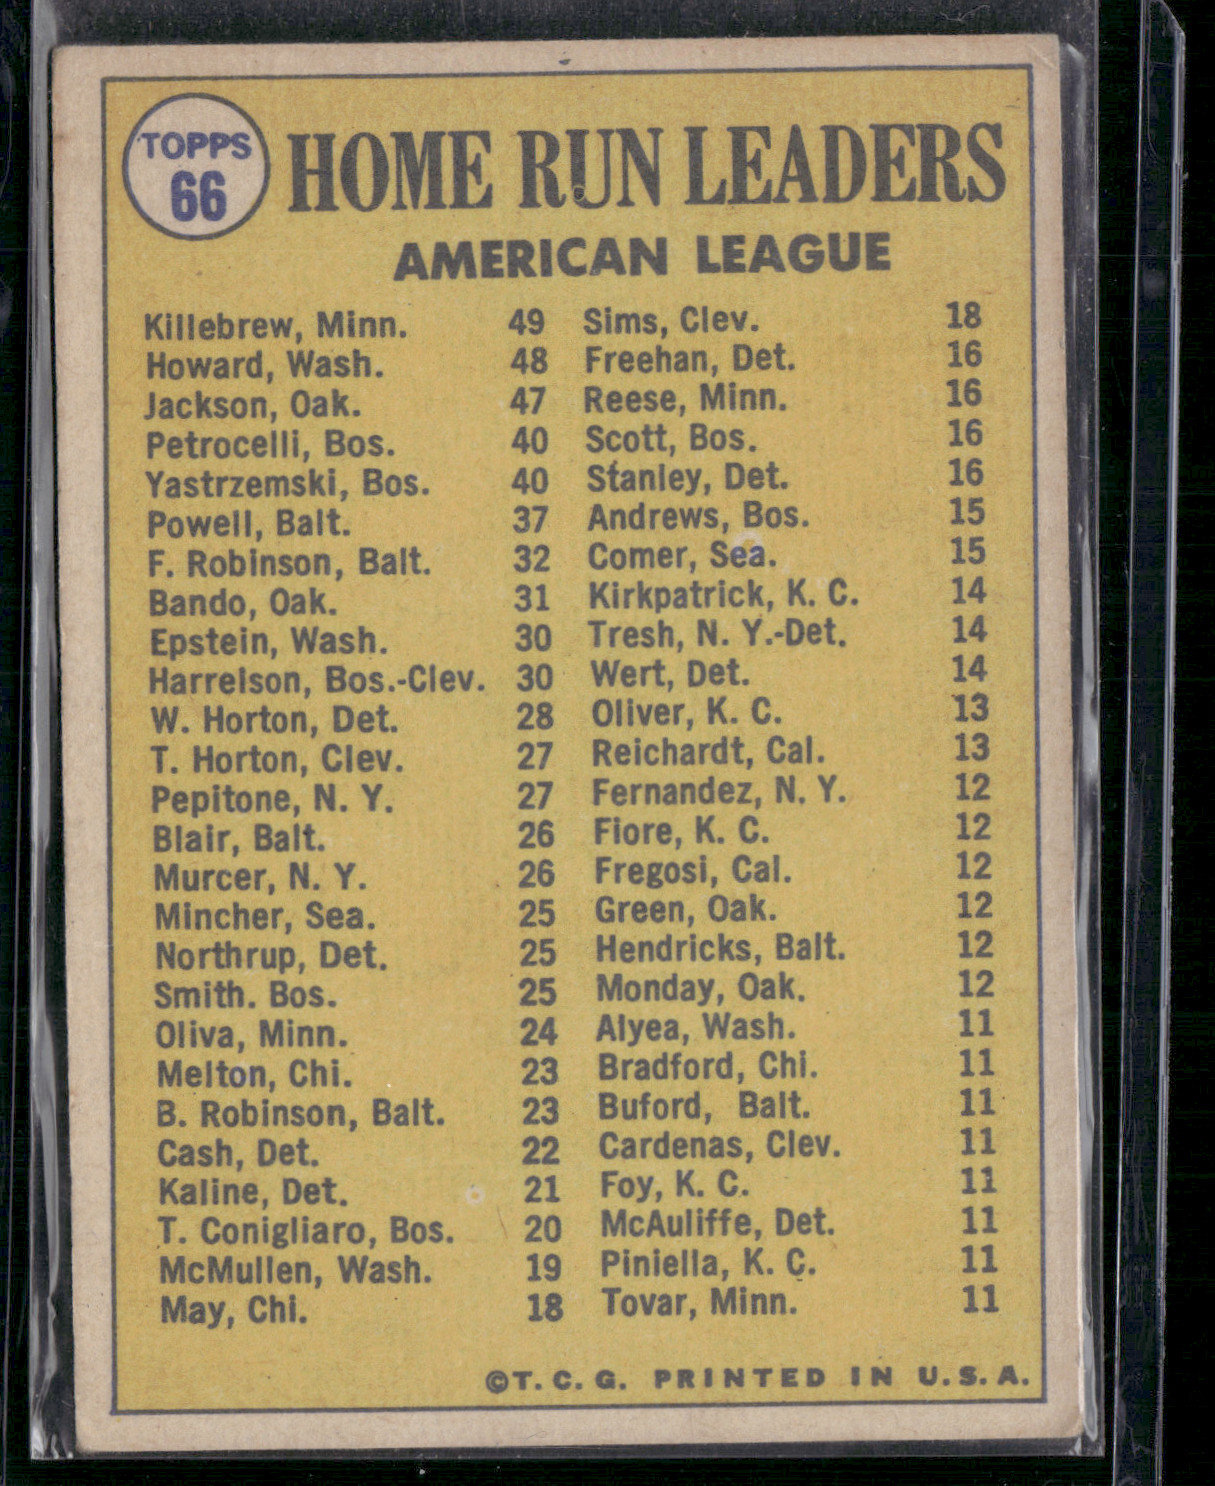 TOPPS
66
HOME RUN LEADERS
AMERICAN LEAGUE
Killebrew, Minn. 49
Howard, Wash. 48
Jackson, Oak. 47
Petrocelli, Bos. 40
Yastrzemski, Bos. 40
Powell, Balt. 37
F. Robinson, Balt. 32
Bando, Oak. 31
Epstein, Wash. 30
Harrelson, Bos.-Clev. 30
W. Horton, Det. 28
T. Horton, Clev. 27
Pepitone, N. Y. 27
Blair, Balt. 26
Murcer, N. Y. 26
Mincher, Sea. 25
Northrup, Det. 25
Smith. Bos. 25
Oliva, Minn. 24
Melton, Chi. 23
B. Robinson, Balt. 23
Cash, Det. 22
Kaline, Det. 21
T. Conigliaro, Bos. 20
McMullen, Wash. 19
May, Chi. 18
Sims, Clev. 18
Freehan, Det. 16
Reese, Minn. 16
Scott, Bos. 16
Stanley, Det. 16
Andrews, Bos. 15
Comer, Sea. 15
Kirkpatrick, K. C. 14
Tresh, N. Y.-Det. 14
Wert, Det. 14
Oliver, K. C. 13
Reichardt, Cal. 13
Fernandez, N. Y. 12
Fiore, K. C. 12
Fregosi, Cal. 12
Green, Oak. 12
Hendricks, Balt. 12
Monday, Oak. 12
Alyea, Wash. 11
Bradford, Chi. 11
Buford, Balt. 11
Cardenas, Clev. 11
Foy, K. C. 11
McAuliffe, Det. 11
Piniella, K. C. 11
Tovar, Minn. 11
©T. C. G. PRINTED IN U. S. A.